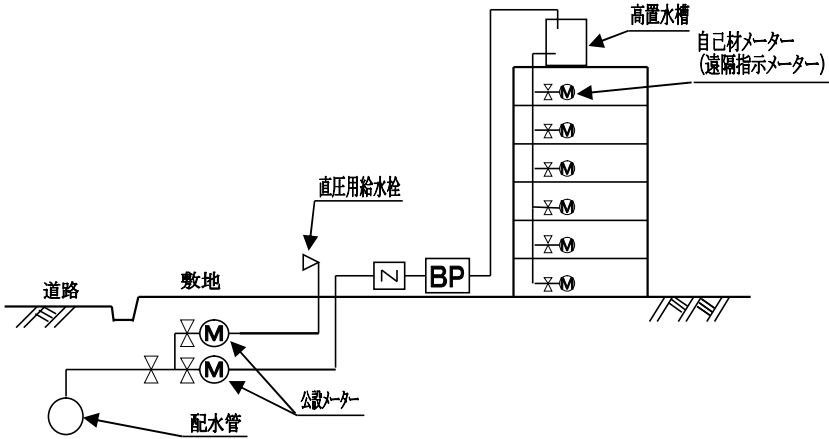 高置水槽
自己材メーター
(遠隔指示メーター)
M
M
M
M
M
M
直圧用給水栓
Z
BP
道路
敷地
M
M
公設メーター
配水管